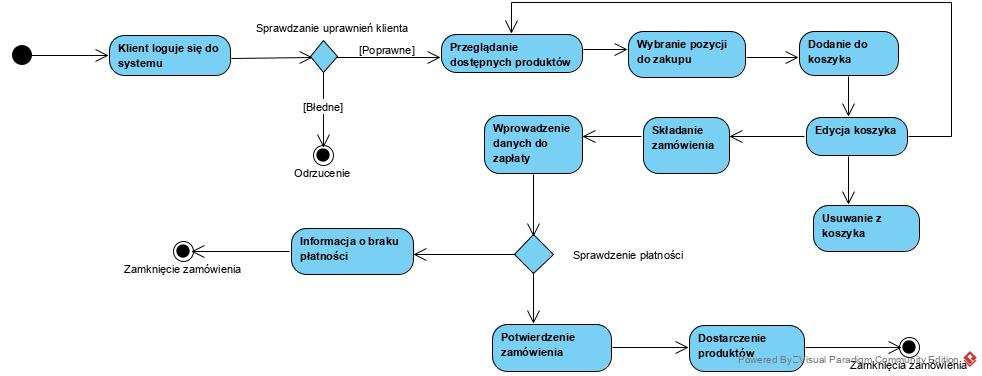 Sprawdzanie uprawnień klienta
Klient loguje się do
systemu
[Poprawne]
Przeglądanie
dostępnych produktów
Wybranie pozycji
do zakupu
Dodanie do
koszyka
[Błedne]
Odrzucenie
Wprowadzenie
danych do
zapłaty
Składanie
zamówienia
Edycja koszyka
Usuwanie z
koszyka
Informacja o braku
płatności
Sprawdzenie płatności
Zamknięcie zamówienia
Potwierdzenie
zamówienia
Dostarczenie
produktów
Powered By Visual Paradigm Community Edition
Zamknięcia zamówienia